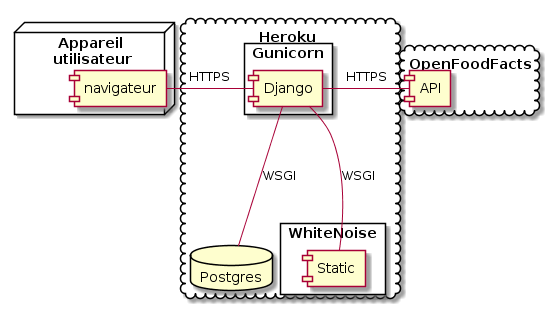 Appareil
utilisateur
navigateur
HTTPS
Heroku
Gunicorn
Django
HTTPS
OpenFoodFacts
API
WSGI
WSGI
Postgres
WhiteNoise
Static